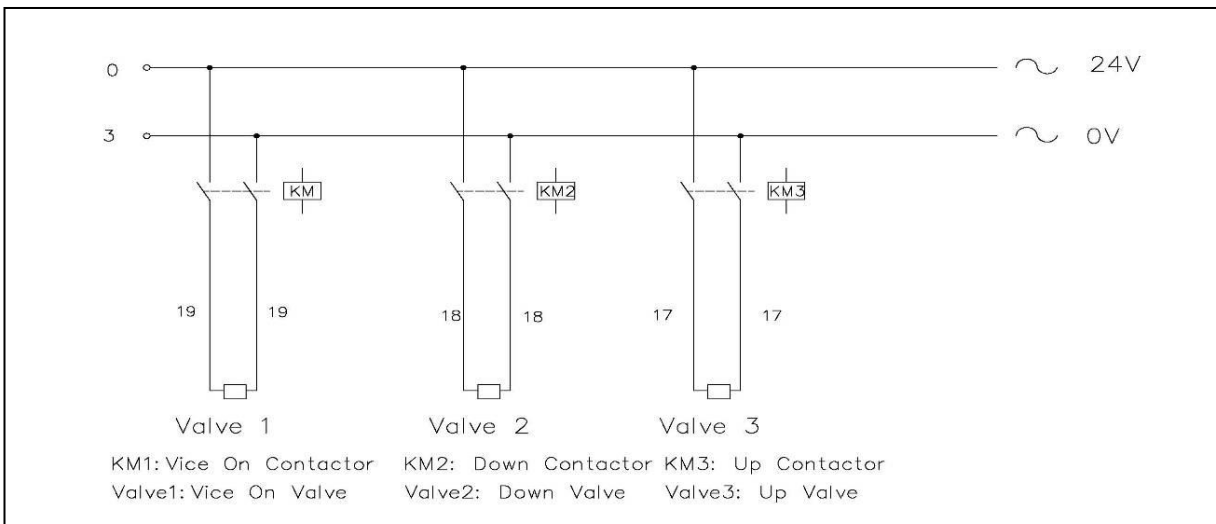 0 24V
3 0V
KM KM2 KM3
19 19 18 18 17 17
Valve 1 Valve 2 Valve 3
KM1: Vice On Contactor KM2: Down Contactor KM3: Up Contactor
Valve1: Vice On Valve Valve2: Down Valve Valve3: Up Valve